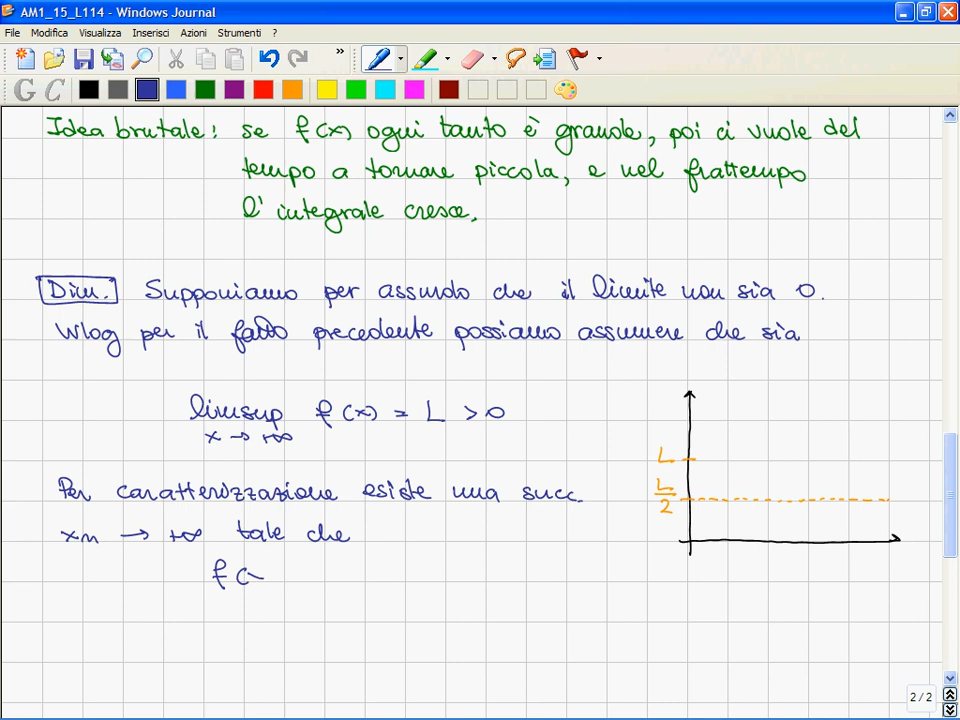 AM1_15_L114 - Windows Journal
File Modifica Visualizza Inserisci Azioni Strumenti ?
»
G C
Idea brutale: se f(x) ogni tanto è grande, poi ci vuole del
tempo a tornare piccola, e nel frattempo
l'integrale cresce.
Dim. Supponiamo per assurdo che il limite non sia 0.
Wlog per il fatto precedente possiamo assumere che sia
limsup f(x) = L > 0
x → +∞
L
L/2
Per caratterizzazione esiste una succ.
xn → +∞ tale che
f (
2 / 2